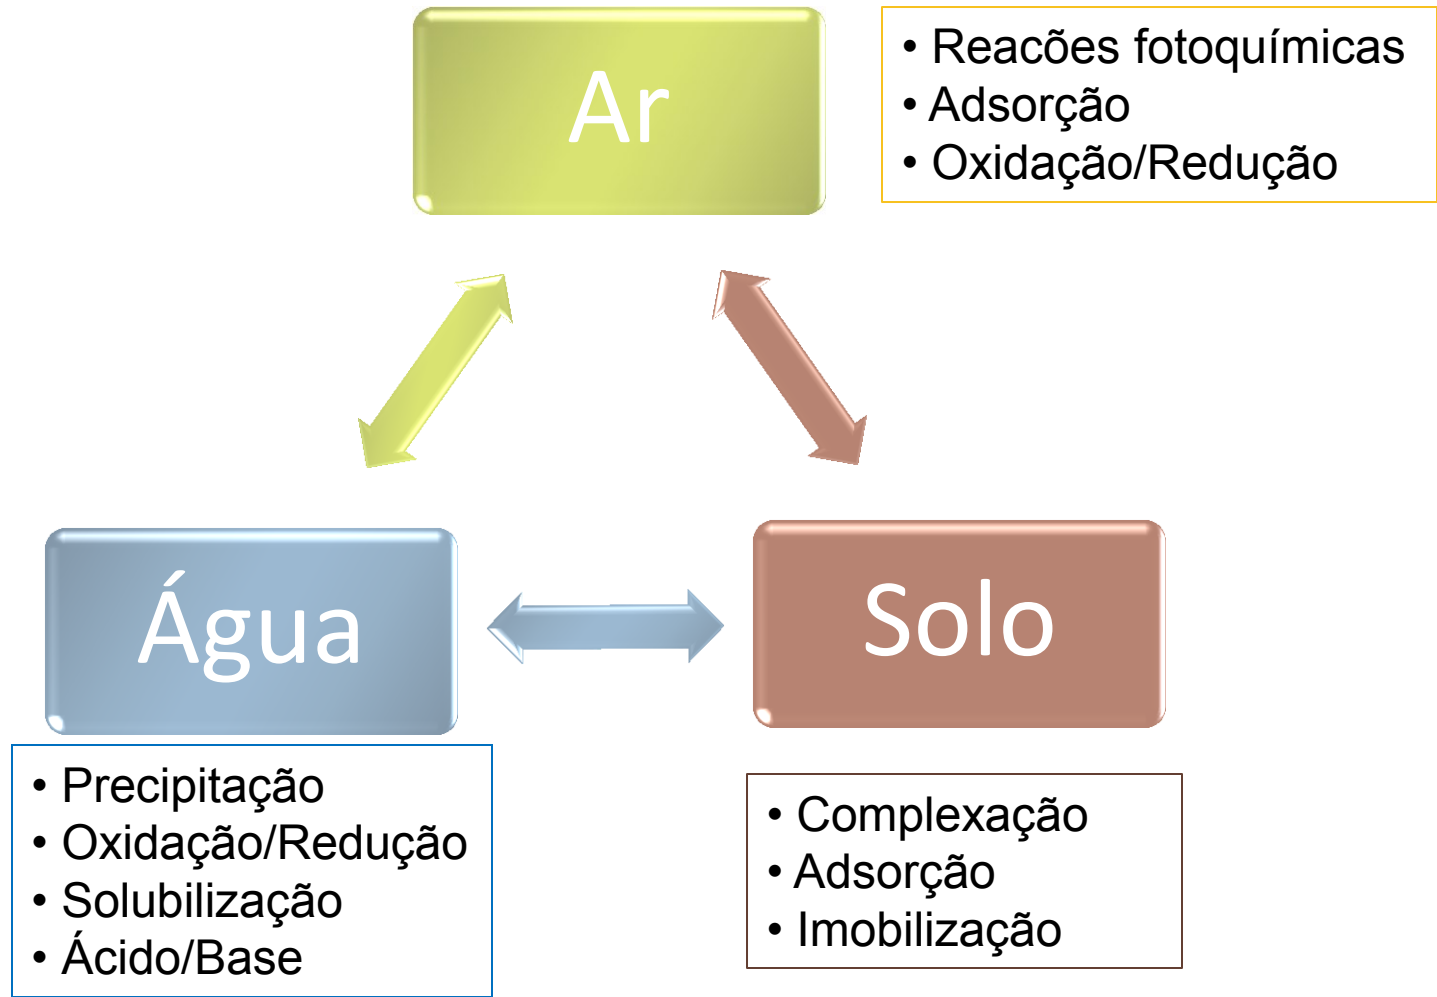 Ar
• Reacões fotoquímicas
• Adsorção
• Oxidação/Redução
Água
Solo
• Precipitação
• Oxidação/Redução
• Solubilização
• Ácido/Base
• Complexação
• Adsorção
• Imobilização